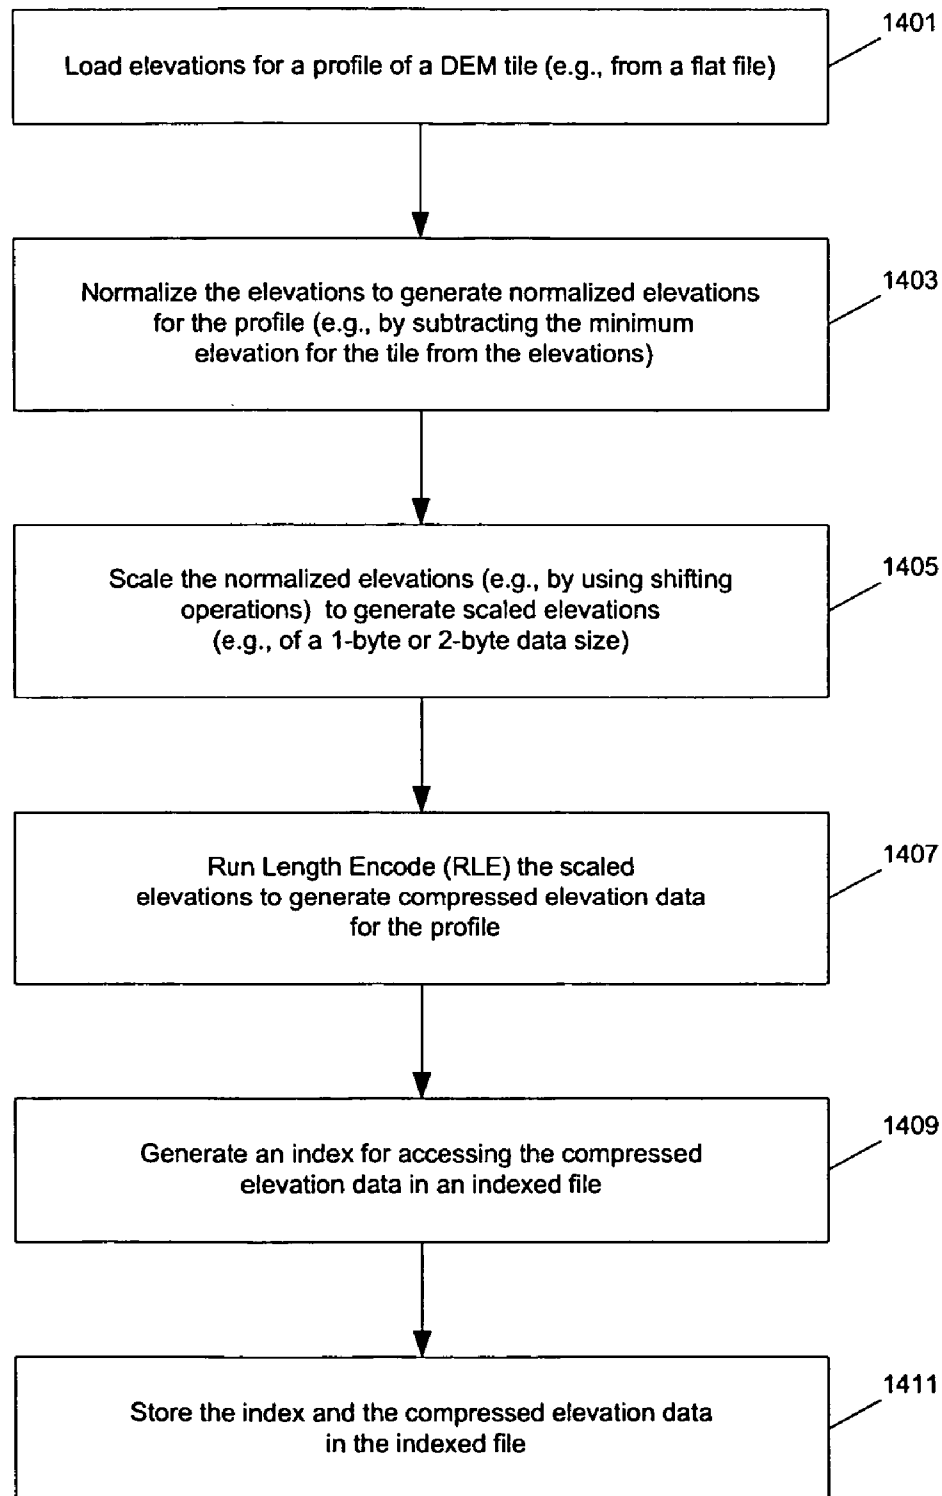 1401
Load elevations for a profile of a DEM tile (e.g., from a flat file)
1403
Normalize the elevations to generate normalized elevations
for the profile (e.g., by subtracting the minimum
elevation for the tile from the elevations)
1405
Scale the normalized elevations (e.g., by using shifting
operations) to generate scaled elevations
(e.g., of a 1-byte or 2-byte data size)
1407
Run Length Encode (RLE) the scaled
elevations to generate compressed elevation data
for the profile
1409
Generate an index for accessing the compressed
elevation data in an indexed file
1411
Store the index and the compressed elevation data
in the indexed file